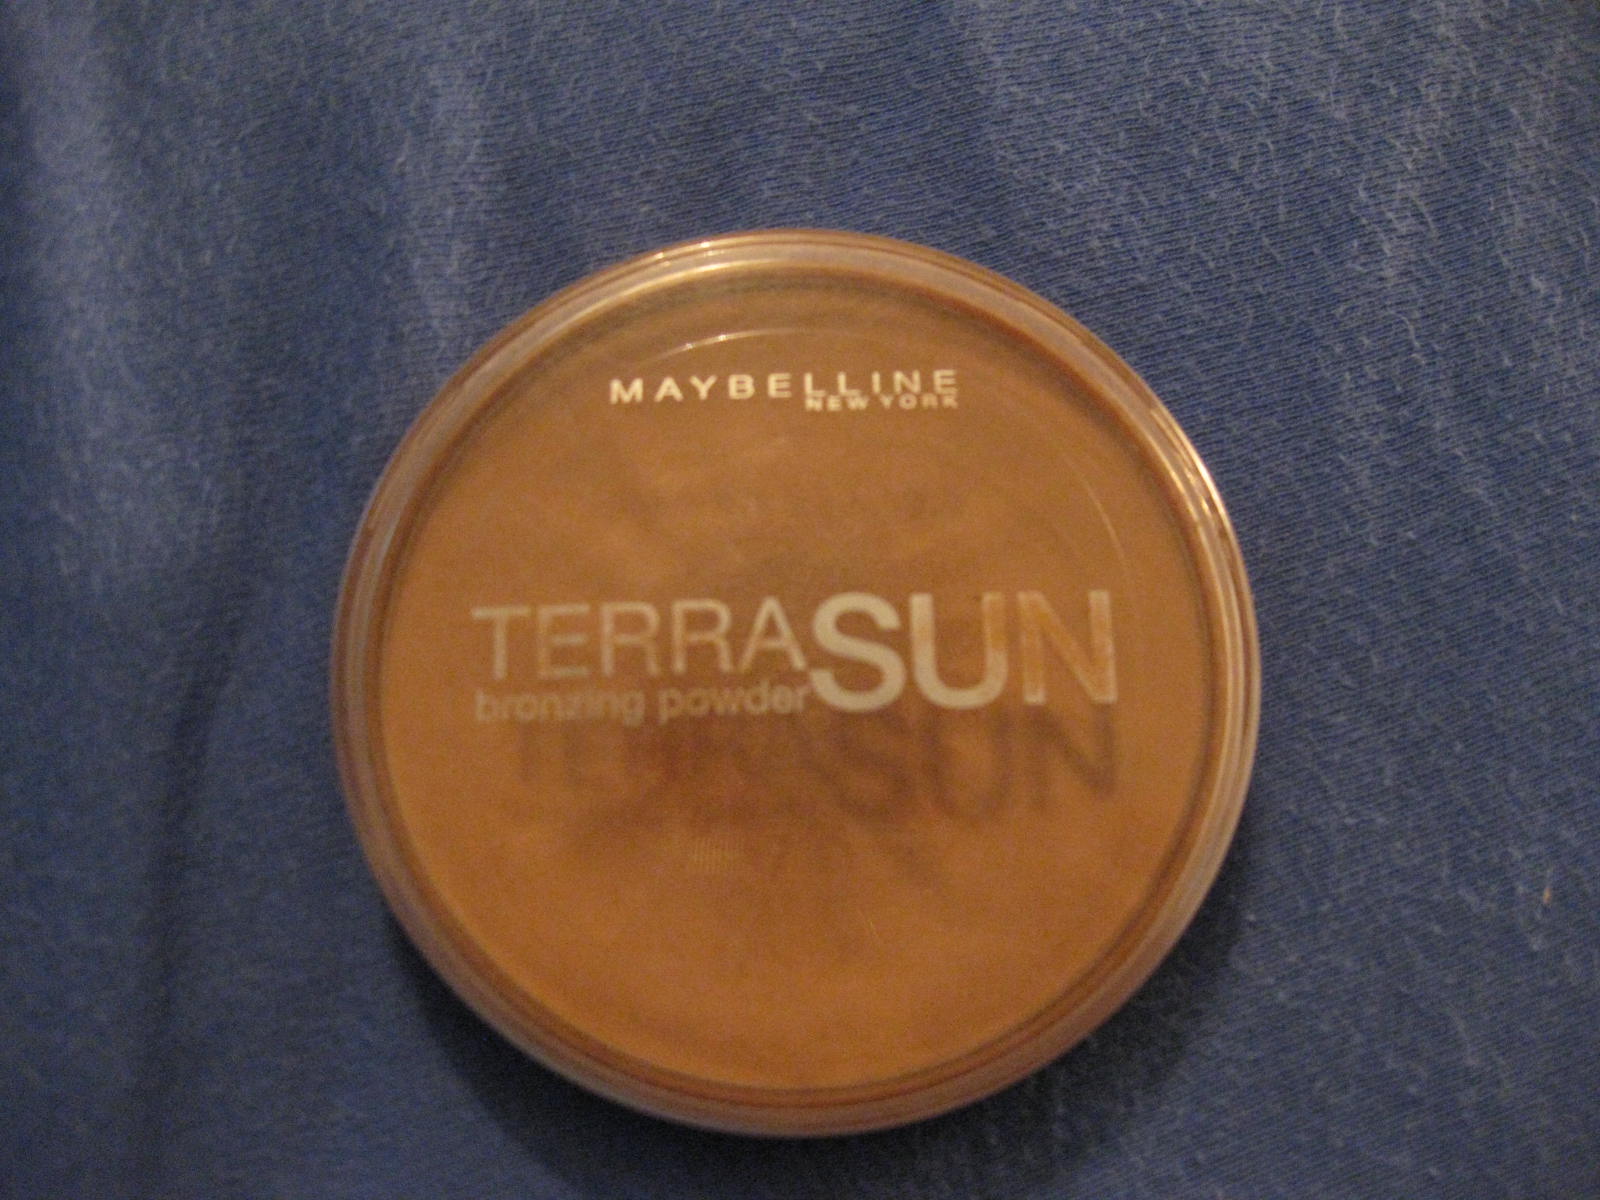 MAYBELLINE
NEW YORK
TERRASUN
bronzing powder